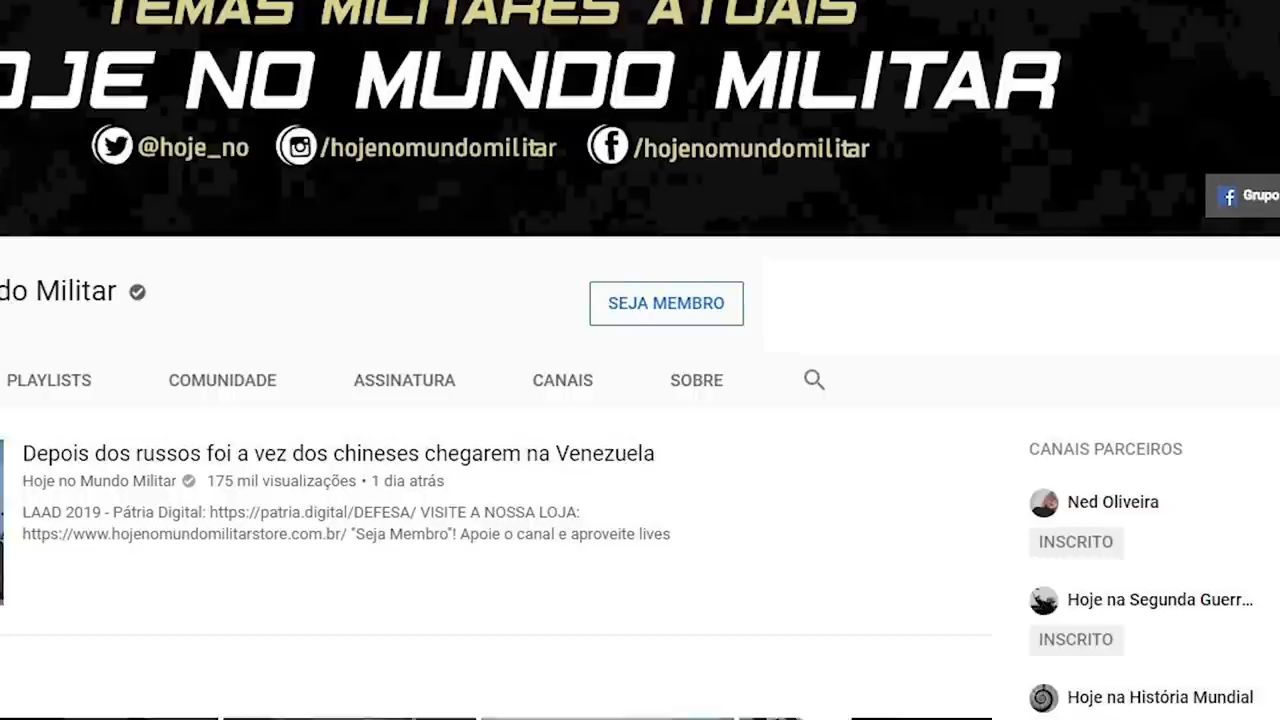 TEMAS MILITARES ATUAIS
OJE NO MUNDO MILITAR
@hoje_no /hojenomundomilitar /hojenomundomilitar
Grupo
do Militar
SEJA MEMBRO
PLAYLISTS COMUNIDADE ASSINATURA CANAIS SOBRE
Depois dos russos foi a vez dos chineses chegarem na Venezuela
Hoje no Mundo Militar 175 mil visualizações • 1 dia atrás
LAAD 2019 - Pátria Digital: https://patria.digital/DEFESA/ VISITE A NOSSA LOJA:
https://www.hojenomundomilitarstore.com.br/ "Seja Membro"! Apoie o canal e aproveite lives
CANAIS PARCEIROS
Ned Oliveira
INSCRITO
Hoje na Segunda Guerr...
INSCRITO
Hoje na História Mundial